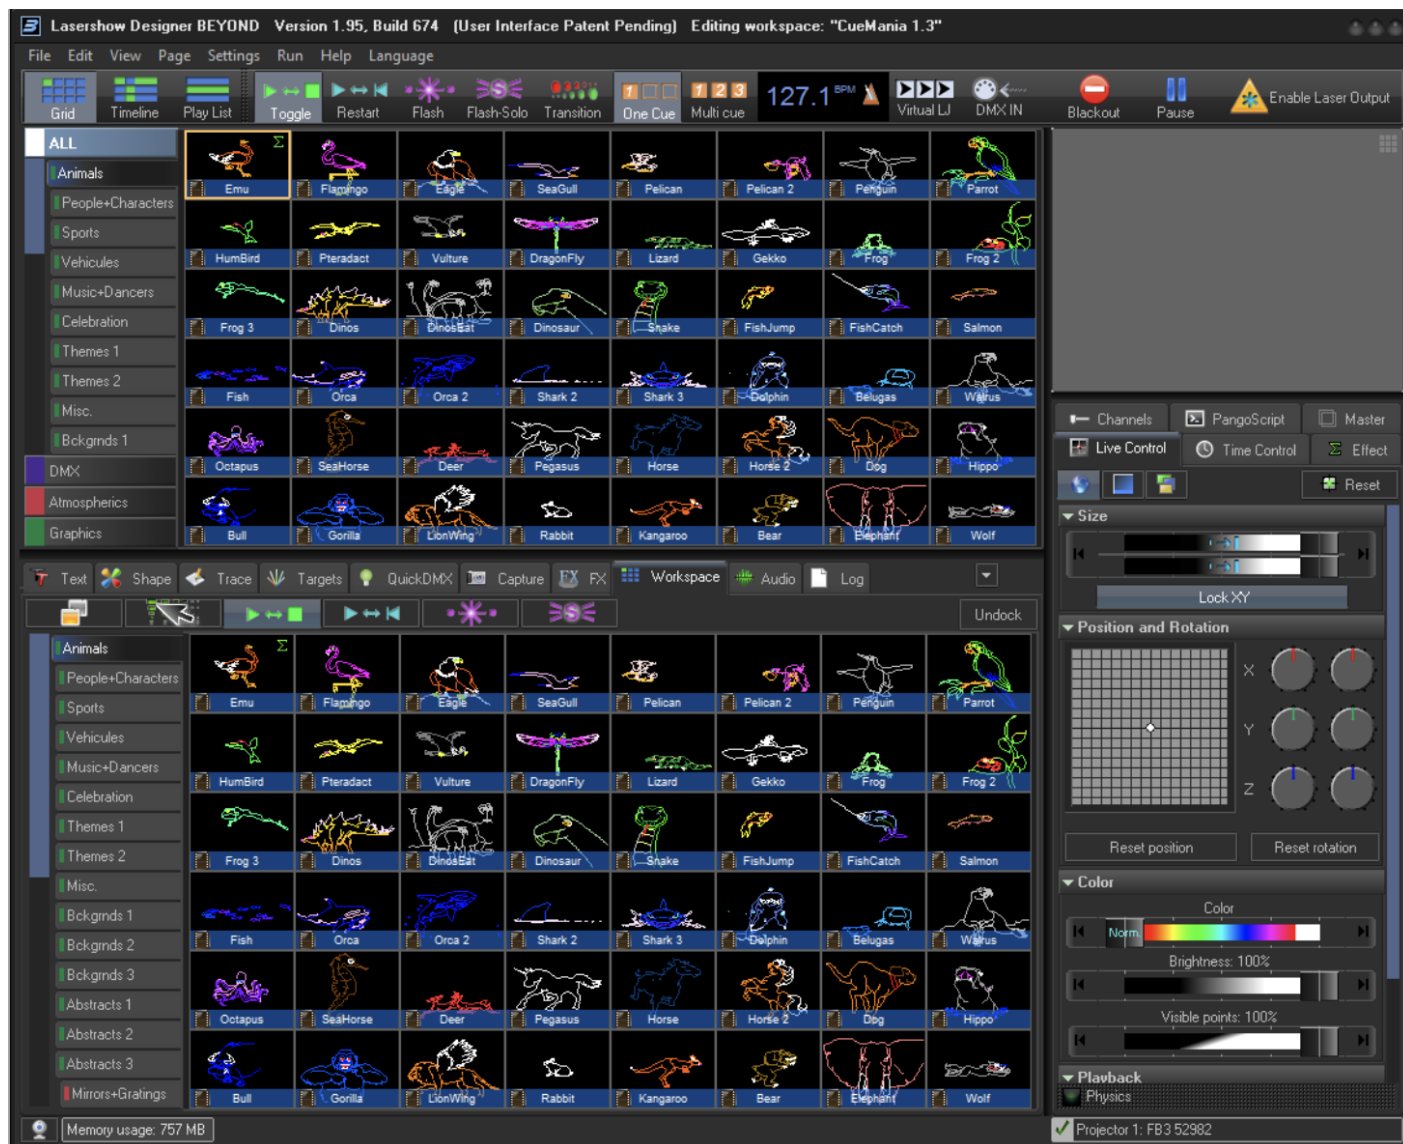 Lasershow Designer BEYOND Version 1.95, Build 674 (User Interface Patent Pending) Editing workspace: "CueMania 1.3"
File Edit View Page Settings Run Help Language
Grid Timeline Play List Toggle Restart Flash Flash-Solo Transition One Cue Multi cue 127.1 BPM Virtual LJ DMX IN Blackout Pause Enable Laser Output
1 1 2 3
ALL
Animals
People+Characters
Sports
Vehicules
Music+Dancers
Celebration
Themes 1
Themes 2
Misc.
Bckgrnds 1
DMX
Atmospherics
Graphics
Emu Flamingo Eagle SeaGull Pelican Pelican 2 Penguin Parrot
HumBird Pteradact Vulture DragonFly Lizard Gekko Frog Frog 2
Frog 3 Dinos DinosEat Dinosaur Snake FishJump FishCatch Salmon
Fish Orca Orca 2 Shark 2 Shark 3 Dolphin Belugas Walrus
Octapus SeaHorse Deer Pegasus Horse Horse 2 Dog Hippo
Bull Gorilla LionWing Rabbit Kangaroo Bear Elephant Wolf
Text Shape Trace Targets QuickDMX Capture FX Workspace Audio Log
Undock
Animals
People+Characters
Sports
Vehicules
Music+Dancers
Celebration
Themes 1
Themes 2
Misc.
Bckgrnds 1
Bckgrnds 2
Bckgrnds 3
Abstracts 1
Abstracts 2
Abstracts 3
Mirrors+Gratings
Emu Flamingo Eagle SeaGull Pelican Pelican 2 Penguin Parrot
HumBird Pteradact Vulture DragonFly Lizard Gekko Frog Frog 2
Frog 3 Dinos DinosEat Dinosaur Snake FishJump FishCatch Salmon
Fish Orca Orca 2 Shark 2 Shark 3 Dolphin Belugas Walrus
Octapus SeaHorse Deer Pegasus Horse Horse 2 Dog Hippo
Bull Gorilla LionWing Rabbit Kangaroo Bear Elephant Wolf
Channels PangoScript Master
Live Control Time Control Effect
Reset
Size
Lock XY
Position and Rotation
X
Y
Z
Reset position Reset rotation
Color
Color
Norm.
Brightness: 100%
Visible points: 100%
Playback
Physics
Memory usage: 757 MB
Projector 1: FB3 52982